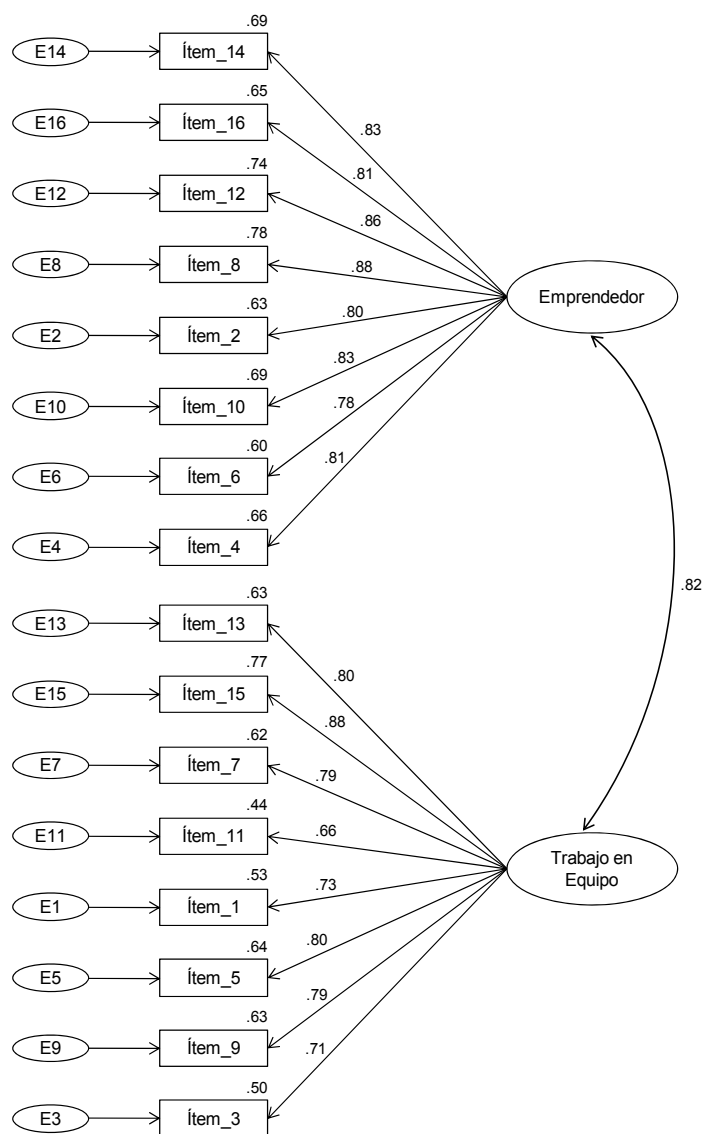 .69
E14 Ítem_14
.65
.83
E16 Ítem_16
.81
.74
E12 Ítem_12
.86
.78
E8 Ítem_8
.88
Emprendedor
.63
.80
E2 Ítem_2
.83
.69
E10 Ítem_10
.78
.60
.81
E6 Ítem_6
.66
E4 Ítem_4
.82
.63
E13 Ítem_13
.77
.80
E15 Ítem_15
.88
.62
E7 Ítem_7
.79
.44
E11 Ítem_11
.66
Trabajo en
Equipo
.53
.73
E1 Ítem_1
.64
.80
E5 Ítem_5
.79
.63
E9 Ítem_9
.71
.50
E3 Ítem_3